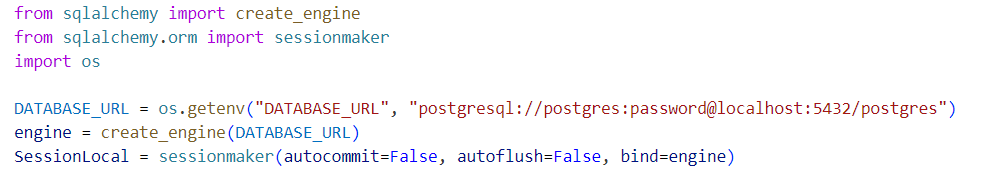 from sqlalchemy import create_engine
from sqlalchemy.orm import sessionmaker
import os
DATABASE_URL = os.getenv("DATABASE_URL", "postgresql://postgres:password@localhost:5432/postgres")
engine = create_engine(DATABASE_URL)
SessionLocal = sessionmaker(autocommit=False, autoflush=False, bind=engine)